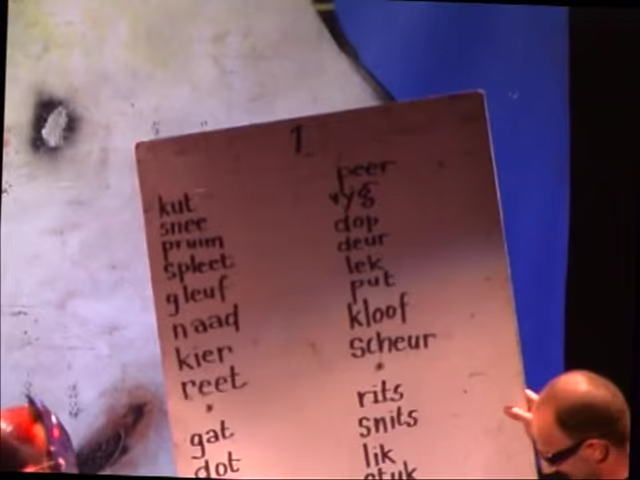 1
kut
snee
pruim
spleet
gleuf
naad
kier
reet
*
gat
dot
peer
vijg
dop
deur
lek
put
kloof
scheur
*
rits
snits
lik